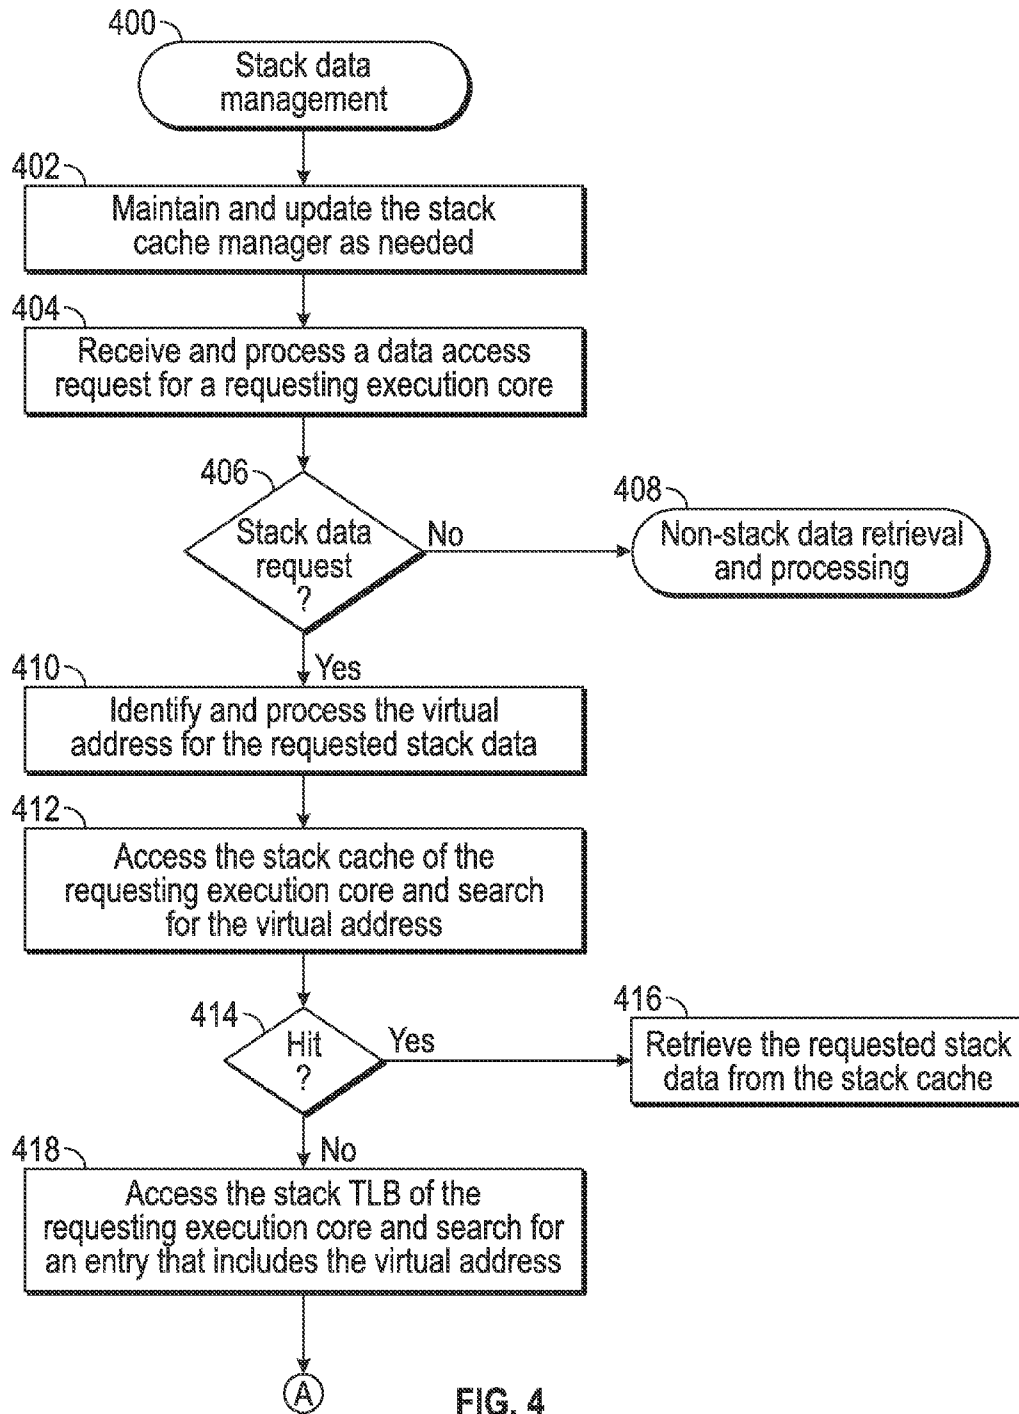 400
Stack data
management
402
Maintain and update the stack
cache manager as needed
404
Receive and process a data access
request for a requesting execution core
406
Stack data
request
?
No
408
Non-stack data retrieval
and processing
Yes
410
Identify and process the virtual
address for the requested stack data
412
Access the stack cache of the
requesting execution core and search
for the virtual address
414
Hit
?
Yes
416
Retrieve the requested stack
data from the stack cache
No
418
Access the stack TLB of the
requesting execution core and search for
an entry that includes the virtual address
A
FIG. 4